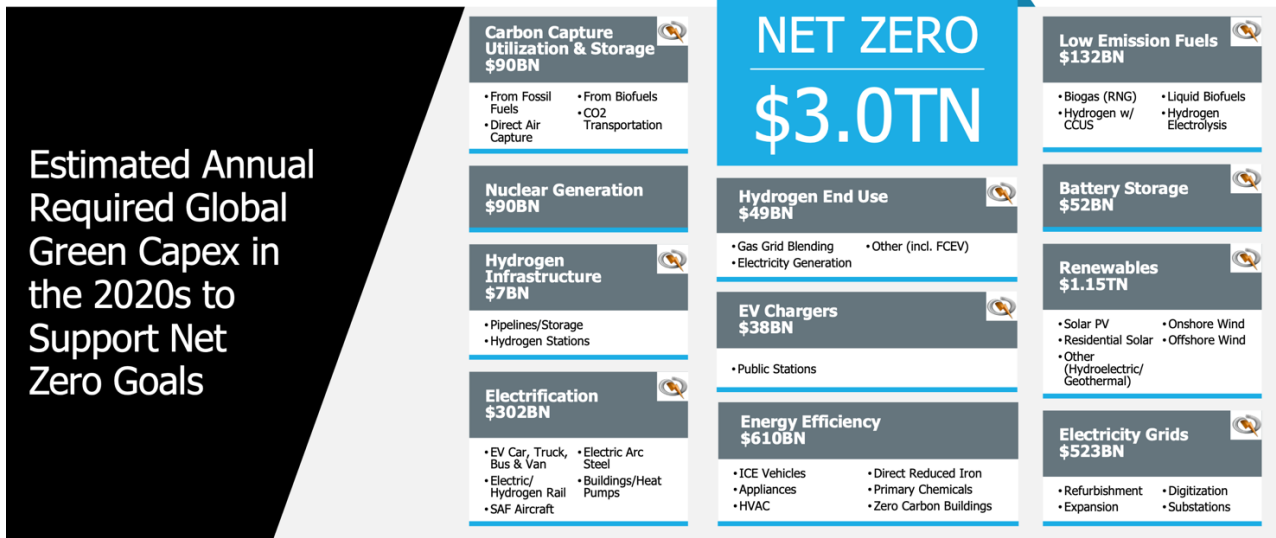 Estimated Annual
Required Global
Green Capex in
the 2020s to
Support Net
Zero Goals
Carbon Capture
Utilization & Storage
$90BN
• From Fossil
Fuels
• Direct Air
Capture
• From Biofuels
• CO2
Transportation
Nuclear Generation
$90BN
Hydrogen
Infrastructure
$7BN
• Pipelines/Storage
• Hydrogen Stations
Electrification
$302BN
• EV Car, Truck,
Bus & Van
• Electric/
Hydrogen Rail
• SAF Aircraft
• Electric Arc
Steel
• Buildings/Heat
Pumps
NET ZERO
$3.0TN
Hydrogen End Use
$49BN
• Gas Grid Blending
• Electricity Generation
• Other (incl. FCEV)
EV Chargers
$38BN
• Public Stations
Energy Efficiency
$610BN
• ICE Vehicles
• Appliances
• HVAC
• Direct Reduced Iron
• Primary Chemicals
• Zero Carbon Buildings
Low Emission Fuels
$132BN
• Biogas (RNG)
• Hydrogen w/
CCUS
• Liquid Biofuels
• Hydrogen
Electrolysis
Battery Storage
$52BN
Renewables
$1.15TN
• Solar PV
• Residential Solar
• Other
(Hydroelectric/
Geothermal)
• Onshore Wind
• Offshore Wind
Electricity Grids
$523BN
• Refurbishment
• Expansion
• Digitization
• Substations